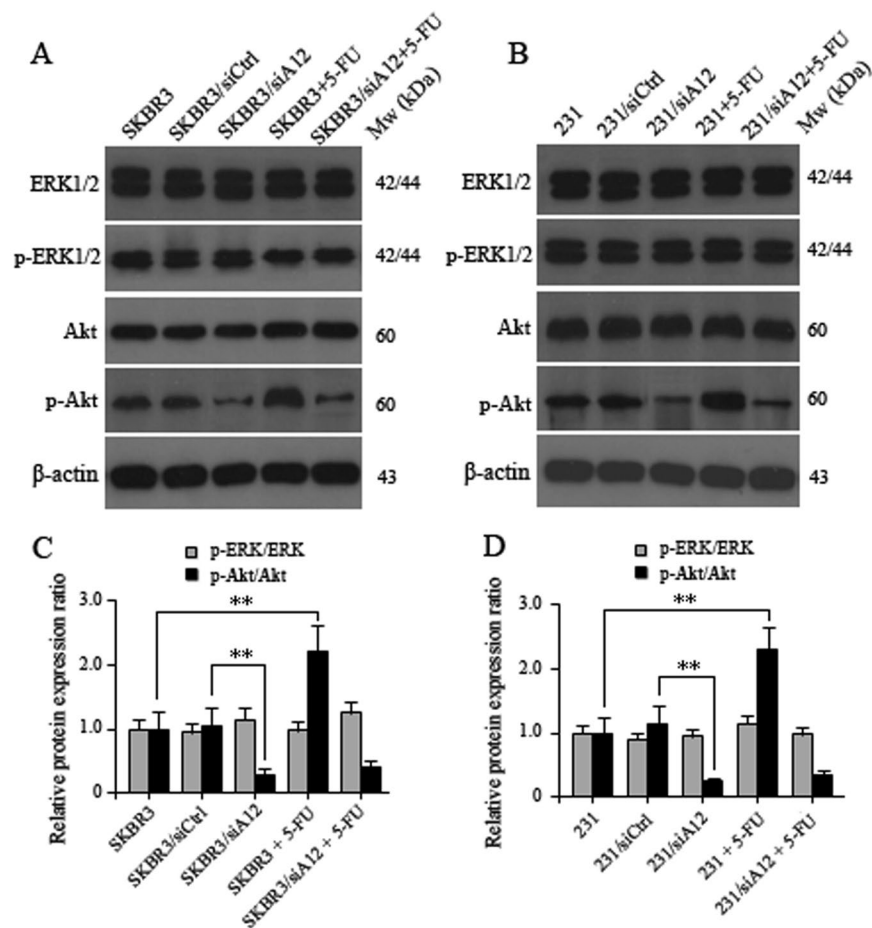 A
SKBR3
SKBR3/siCtrl
SKBR3/siA12
SKBR3+5-FU
SKBR3/siA12+5-FU
Mw (kDa)
ERK1/2
42/44
p-ERK1/2
42/44
Akt
60
p-Akt
60
β-actin
43
B
231
231/siCtrl
231/siA12
231+5-FU
231/siA12+5-FU
Mw (kDa)
ERK1/2
42/44
p-ERK1/2
42/44
Akt
60
p-Akt
60
β-actin
43
C
p-ERK/ERK
p-Akt/Akt
Relative protein expression ratio
3.0
2.0
1.0
0
**
**
SKBR3
SKBR3/siCtrl
SKBR3/siA12
SKBR3 + 5-FU
SKBR3/siA12 + 5-FU
D
p-ERK/ERK
p-Akt/Akt
Relative protein expression ratio
3.0
2.0
1.0
0
**
**
231
231/siCtrl
231/siA12
231 + 5-FU
231/siA12 + 5-FU